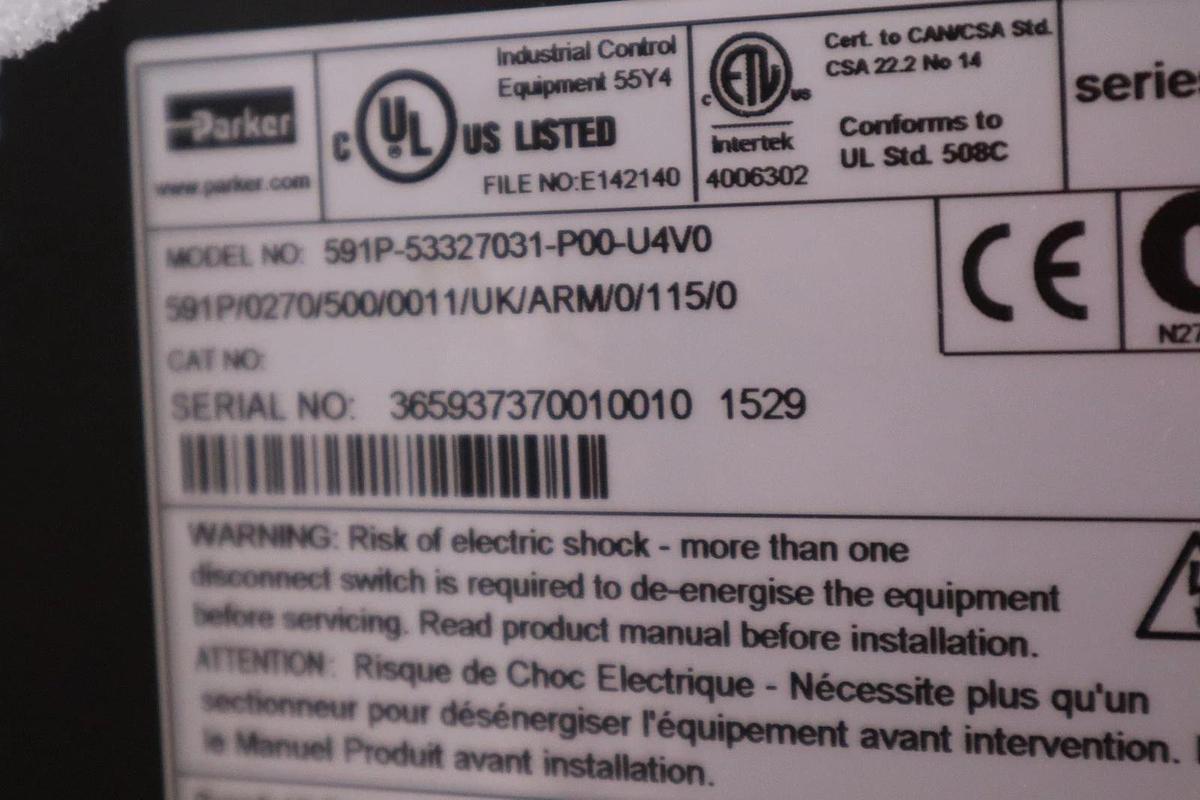 Parker
www.parker.com
C UL US LISTED
Industrial Control
Equipment 55Y4
FILE NO:E142140
C ETL US
Intertek
4006302
Cert. to CAN/CSA Std.
CSA 22.2 No 14
Conforms to
UL Std. 508C
MODEL NO: 591P-53327031-P00-U4V0
591P/0270/500/0011/UK/ARM/0/115/0
CE
N27
CAT NO:
SERIAL NO: 365937370010010 1529
WARNING: Risk of electric shock - more than one
disconnect switch is required to de-energise the equipment
before servicing. Read product manual before installation.
ATTENTION: Risque de Choc Electrique - Nécessite plus qu'un
sectionneur pour désénergiser l'équipement avant intervention.
le Manuel Produit avant installation.